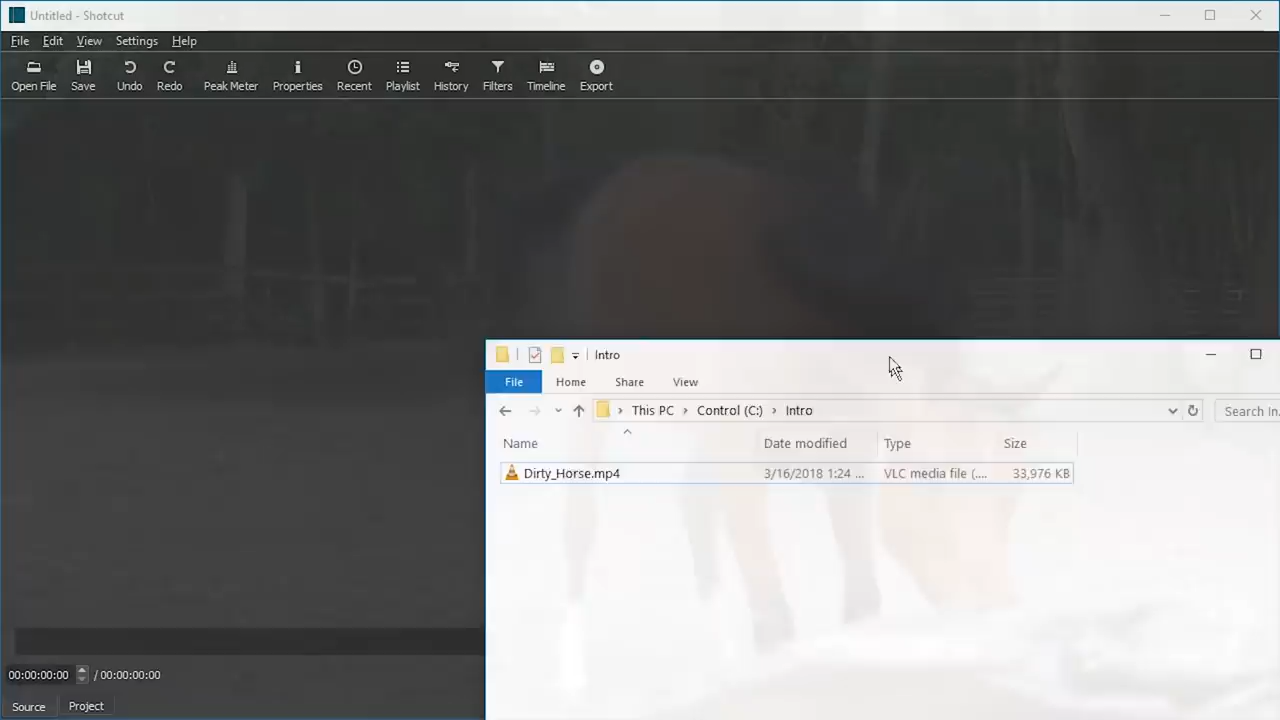 Untitled - Shotcut
File Edit View Settings Help
Open File Save Undo Redo Peak Meter Properties Recent Playlist History Filters Timeline Export
Intro
File Home Share View
This PC Control (C:) Intro Search In...
Name Date modified Type Size
Dirty_Horse.mp4 3/16/2018 1:24 ... VLC media file (.... 33,976 KB
00:00:00:00 / 00:00:00:00
Source Project